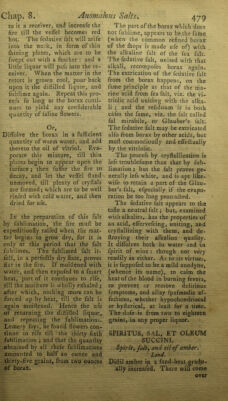 Chap. 8. Anomalous Salts. 479
to a receiver, and increase the
fire till the vessel becomes red
hot. The sedative salt will arise
into the neck, in form of thin
shining plates, which are to be
swept out with a feather: and a
little liquor will pass into the re-
ceiver. When the matter in the
retort is grown cool, pour back
upon it the distilled liquor, and
sublime again. Repeat this pro-
cess so long as the borax conti-
nues to yield any considerable
quantity of saline flowers.
Or,
Dissolve the borax in a sufficient
quantity of warm water, and add
thereto the oil of vitriol. Eva-
porate this mixture, till thin
plates begin to appear upon the
surface; then suffer the fire to
decay, and let the vessel stand
unmoved, till plenty of crystals
are formed; which are to be well
rinsed with cold water, and then
dried for use.
In the preparation of this salt
by sublimation, the fire must be
expeditiously raised when the mat-
ter begins to grow dry, for it is
only at this period that the salt
sublimes. The sublimed salt it-
self, in a perfectly dry state, proves
fixt in the fire. If moistened with
water, and then exposed to a strong
heat, part of it continues to rise,
till the moisture is wholly exhaled;
after which, nothing more can be
forced up by heat, till the salt is
again moistened. Hence the use
of returning the distilled liquor,
and repeating the sublimations.
Lemery says, he found flowers con-
tinue to rise till the thirty-sixth
sublimation; and that the quantity
obtained by all these sublimations
amounted to half an ounce and
thirty-five grains, from two ounces
of borax.
The part of the borax which does
not sublime, appears to be the same
(when the common refined borax
of the shops is made use of) with
the alkaline salt of the sea salt.
The sedative salt, united with that
alkali, recomposes borax again.
The extrication of the sedative salt
from the borax happens, on the
same principle as that of the ma-
rine acid from sea salt, viz. the vi-
triolic acid uniting with the alka-
li; and the residuum is in both
cases the same, viz. the salt called
sal mirabile, or Glauber's salt.
The sedative salt may be extricated
also from borax by other acids, but
most commodiously and effectually
by the vitriolic.
The process by crystallisation is
less troublesome than that by sub-
limation; but the salt proves ge-
nerally less white, and is apt like-
wise to retain a part of the Glau-
ber's salt, especially if the evapo-
ration be too long prolonged.
The sedative salt appears to the
taste a neutral salt; but, examined
with alkalies, has the properties of
an acid, effervescing, uniting, and
crystallising with them, and de-
stroying their alkaline quality.
It dissolves both in water and in
spirit of wine; though not very
readily in either. As to its virtues,
it is supposed to be a mild anodyne
(whence its name), to calm the
heat of the blood in burning fevers,
to prevent or remove delirious
symptoms, and allay spasmodic af-
fections, whether hypochondriacal
or hysterical, at least for a time.
The dose is from two to eighteen
grains, in any proper liquor.
SPIRITUS, SAL, ET OLEUM
SUCCINI.
Spirit, salt, and oil of amber.
Lond.
Distil amber in a sand-heat gradu-
ally increased. There will come
over